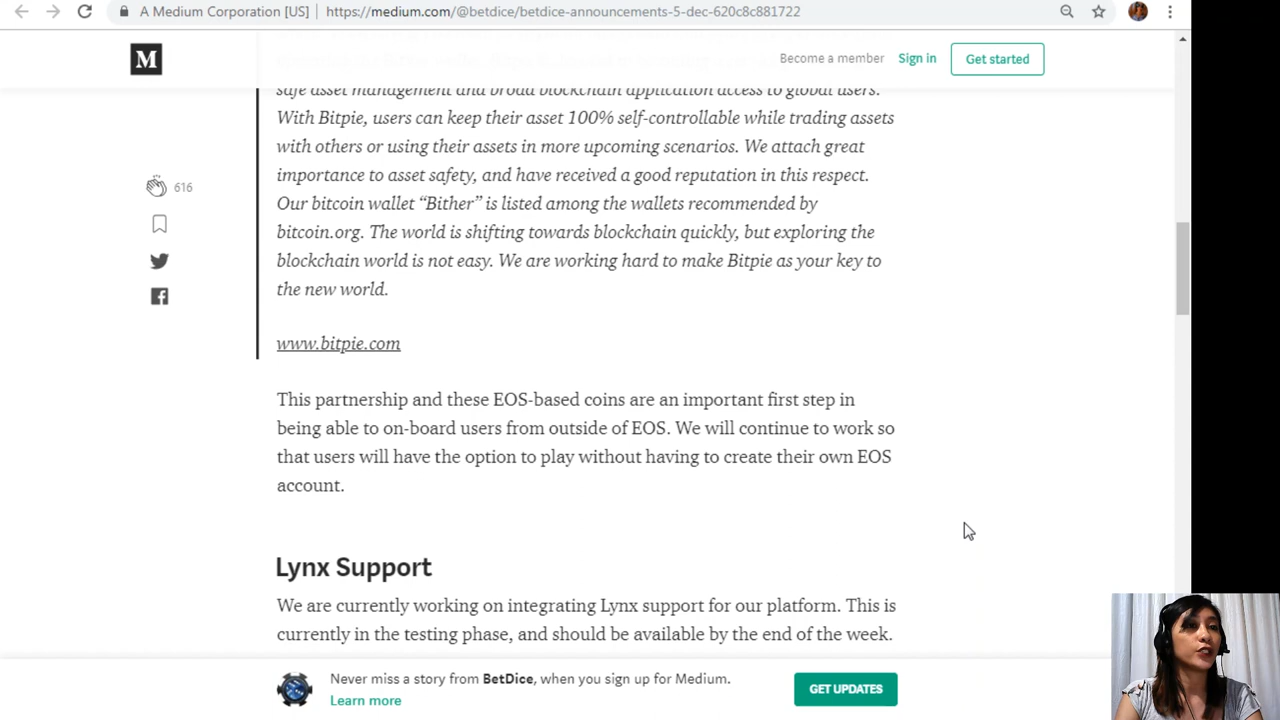 A Medium Corporation [US] | https://medium.com/@betdice/betdice-announcements-5-dec-620c8c881722
M
Become a member Sign in Get started
safe asset management and broad blockchain application access to global users.
With Bitpie, users can keep their asset 100% self-controllable while trading assets
with others or using their assets in more upcoming scenarios. We attach great
importance to asset safety, and have received a good reputation in this respect.
616
Our bitcoin wallet “Bither” is listed among the wallets recommended by
bitcoin.org. The world is shifting towards blockchain quickly, but exploring the
blockchain world is not easy. We are working hard to make Bitpie as your key to
the new world.
www.bitpie.com
This partnership and these EOS-based coins are an important first step in
being able to on-board users from outside of EOS. We will continue to work so
that users will have the option to play without having to create their own EOS
account.
Lynx Support
We are currently working on integrating Lynx support for our platform. This is
currently in the testing phase, and should be available by the end of the week.
Never miss a story from BetDice, when you sign up for Medium.
Learn more
GET UPDATES